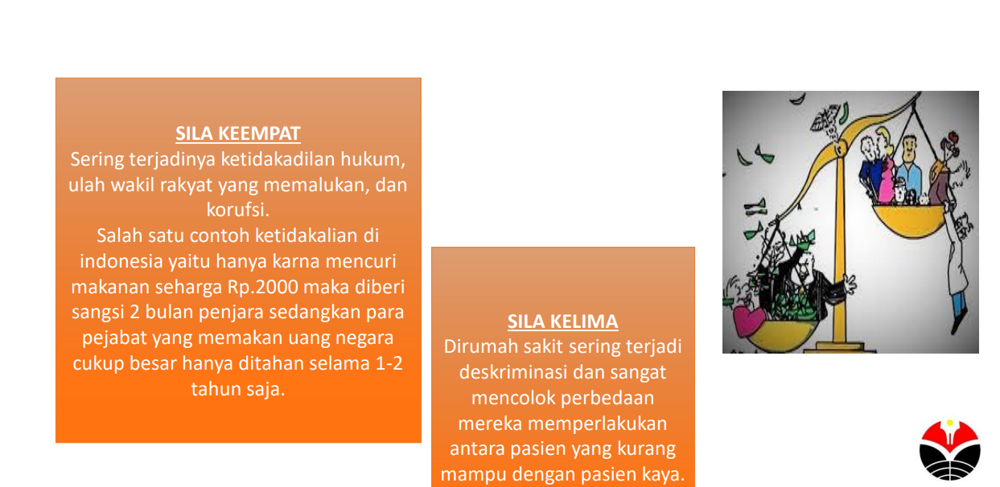 SILA KEEMPAT
Sering terjadinya ketidakadilan hukum,
ulah wakil rakyat yang memalukan, dan
korufsi.
Salah satu contoh ketidakalian di
indonesia yaitu hanya karna mencuri
makanan seharga Rp.2000 maka diberi
sangsi 2 bulan penjara sedangkan para
pejabat yang memakan uang negara
cukup besar hanya ditahan selama 1-2
tahun saja.
SILA KELIMA
Dirumah sakit sering terjadi
deskriminasi dan sangat
mencolok perbedaan
mereka memperlakukan
antara pasien yang kurang
mampu dengan pasien kaya.